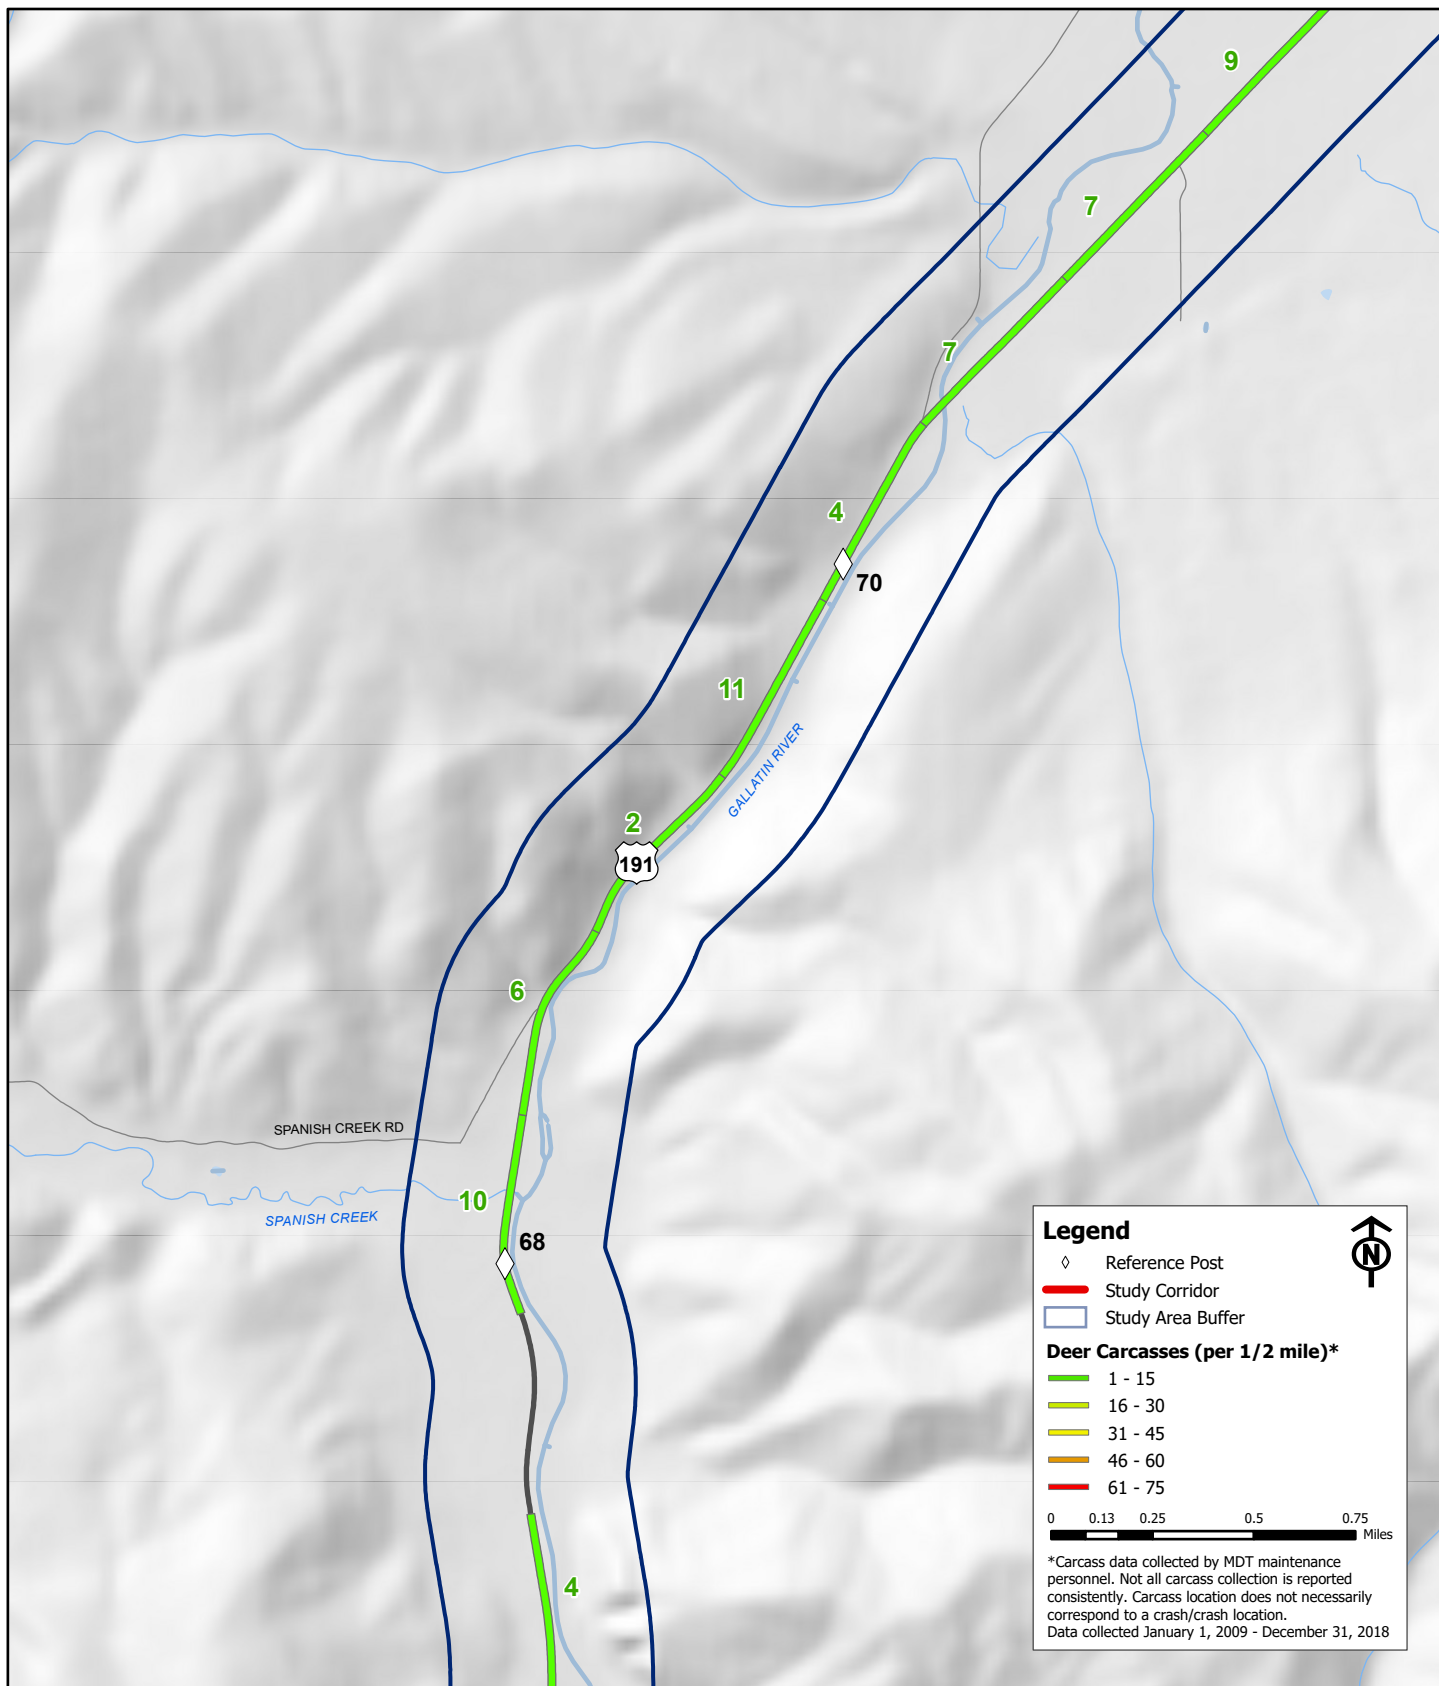 9
7
7
4
70
11
GALLATIN RIVER
2
191
6
SPANISH CREEK RD
10
SPANISH CREEK
68
4
Legend
N
Reference Post
Study Corridor
Study Area Buffer
Deer Carcasses (per 1/2 mile)*
1 - 15
16 - 30
31 - 45
46 - 60
61 - 75
0 0.13 0.25 0.5 0.75
Miles
*Carcass data collected by MDT maintenance
personnel. Not all carcass collection is reported
consistently. Carcass location does not necessarily
correspond to a crash/crash location.
Data collected January 1, 2009 - December 31, 2018